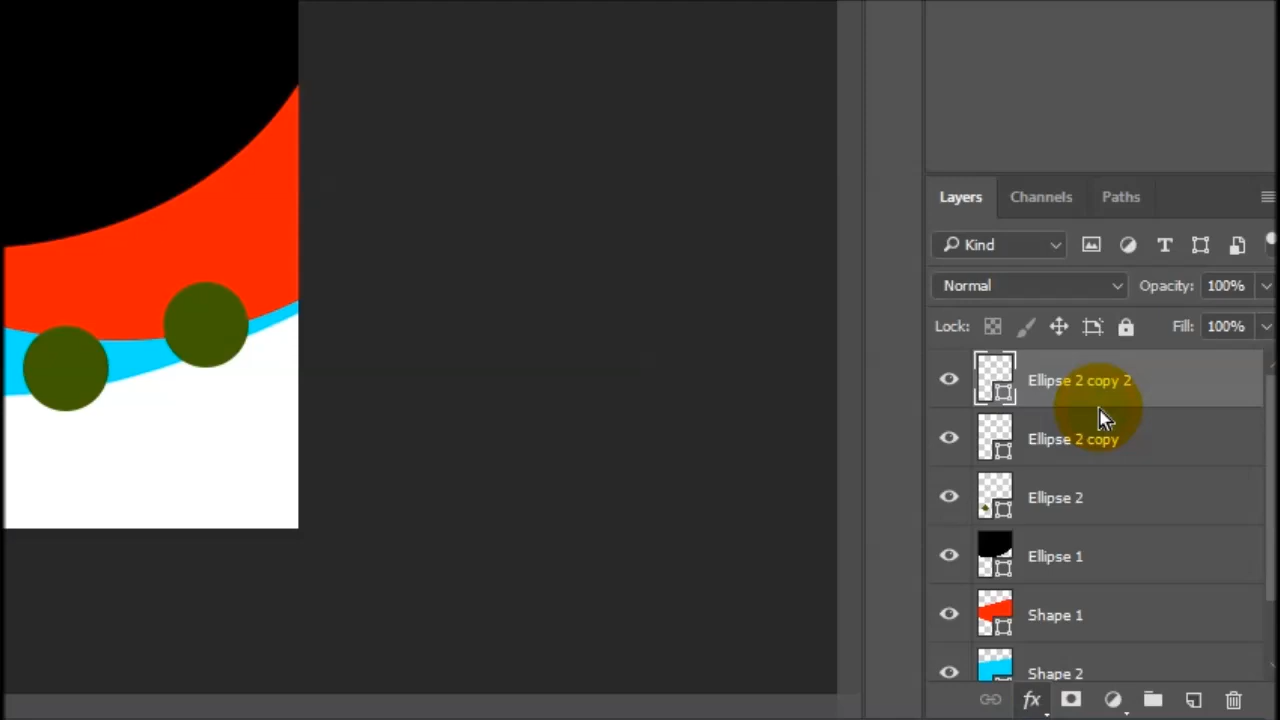 Layers Channels Paths
Kind
Normal Opacity: 100%
Lock: Fill: 100%
Ellipse 2 copy 2
Ellipse 2 copy
Ellipse 2
Ellipse 1
Shape 1
Shape 2
fx